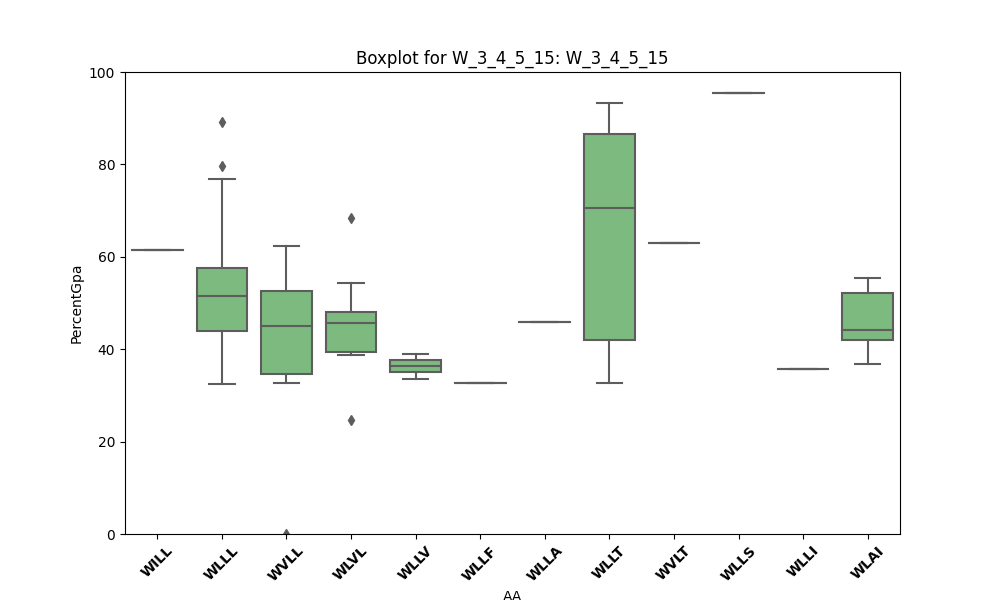 Boxplot for W_3_4_5_15: W_3_4_5_15
PercentGpa
100
80
60
40
20
0
WILL
WLLL
WVLL
WLVL
WLLV
WLLF
WLLA
WLLT
WVLT
WLLS
WLLI
WLAI
AA